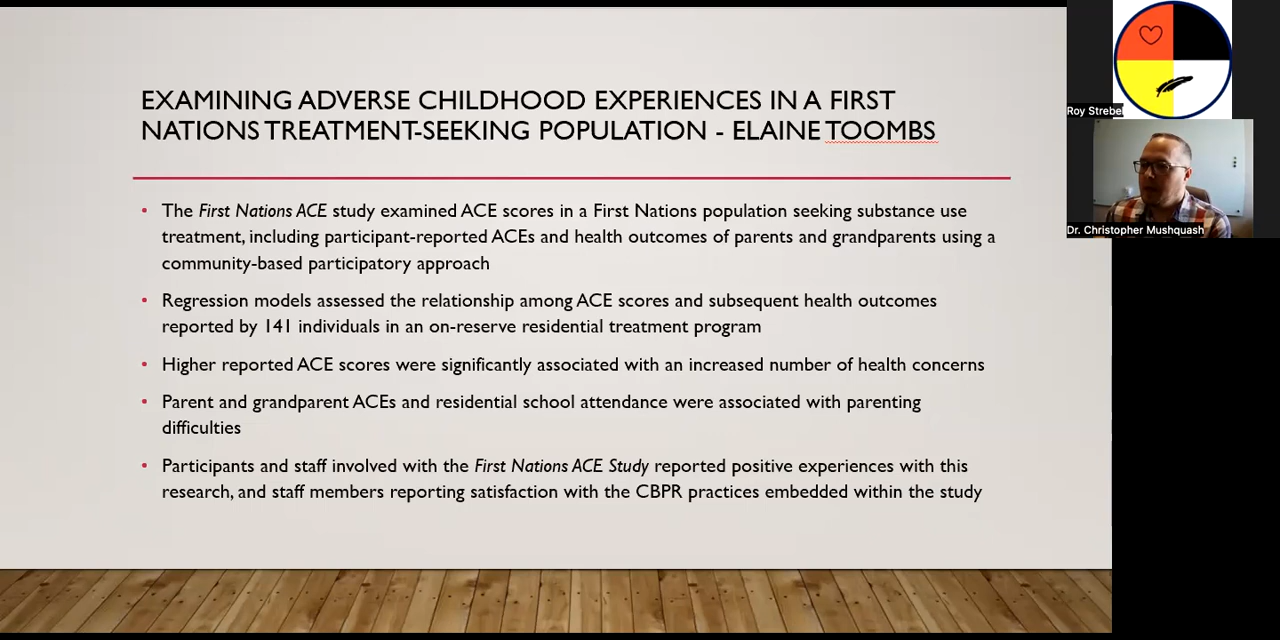 EXAMINING ADVERSE CHILDHOOD EXPERIENCES IN A FIRST
NATIONS TREATMENT-SEEKING POPULATION - ELAINE TOOMBS
• The First Nations ACE study examined ACE scores in a First Nations population seeking substance use
treatment, including participant-reported ACEs and health outcomes of parents and grandparents using a
community-based participatory approach
• Regression models assessed the relationship among ACE scores and subsequent health outcomes
reported by 141 individuals in an on-reserve residential treatment program
• Higher reported ACE scores were significantly associated with an increased number of health concerns
• Parent and grandparent ACEs and residential school attendance were associated with parenting
difficulties
• Participants and staff involved with the First Nations ACE Study reported positive experiences with this
research, and staff members reporting satisfaction with the CBPR practices embedded within the study
Roy Strebel
Dr. Christopher Mushquash